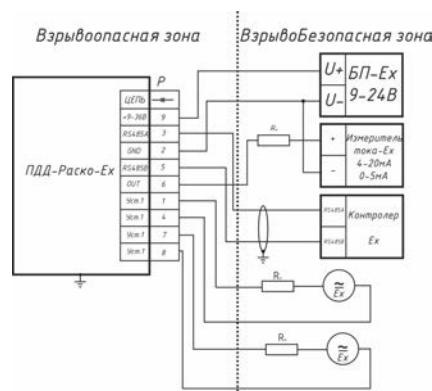 Взрывоопасная зона
ВзрывоБезопасная зона
P
ЦЕПЬ
+9-36В 9
RS485A 3
GND 2
RS485B 5
OUT 6
Уст.1 1
Уст.1 4
Уст.1 7
Уст.1 8
ПДД-Раско-Ex
U+
U-
БП-Ex
9-24В
R.
+
-
Измеритель
тока-Ex
4-20мА
0-5мА
RS485A
RS485B
Контролер
Ex
R.
Ex
R.
Ex